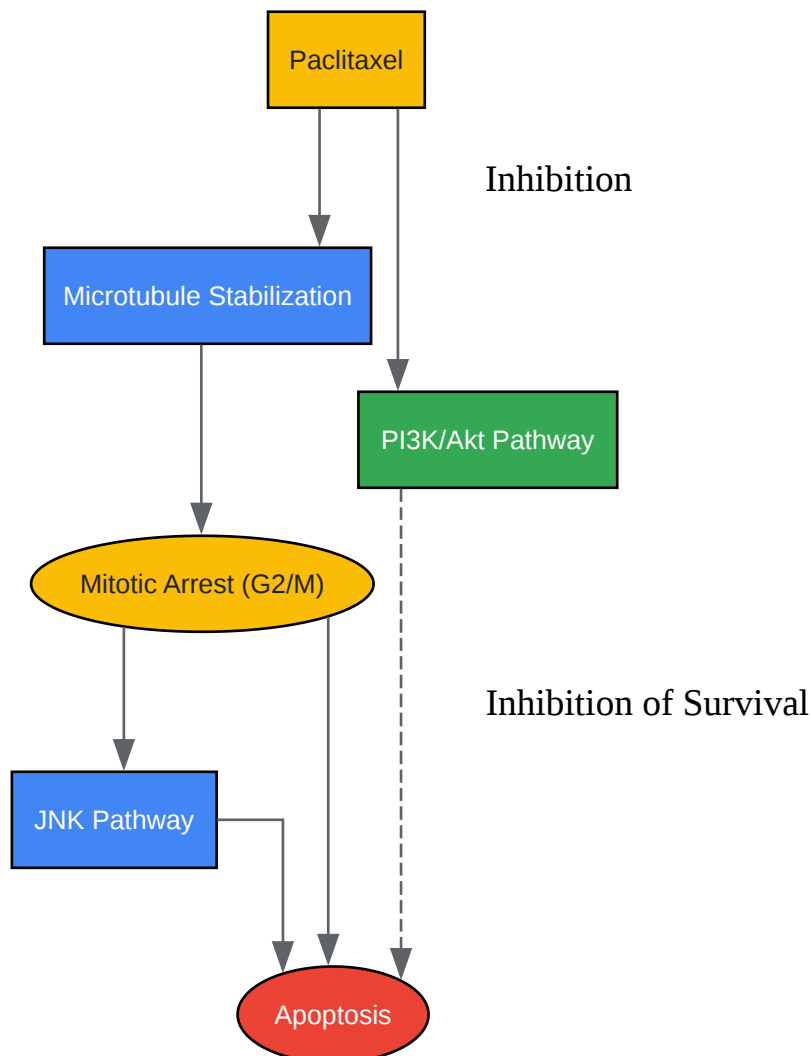 Paclitaxel
Inhibition
Microtubule Stabilization
PI3K/Akt Pathway
Mitotic Arrest (G2/M)
Inhibition of Survival
JNK Pathway
Apoptosis